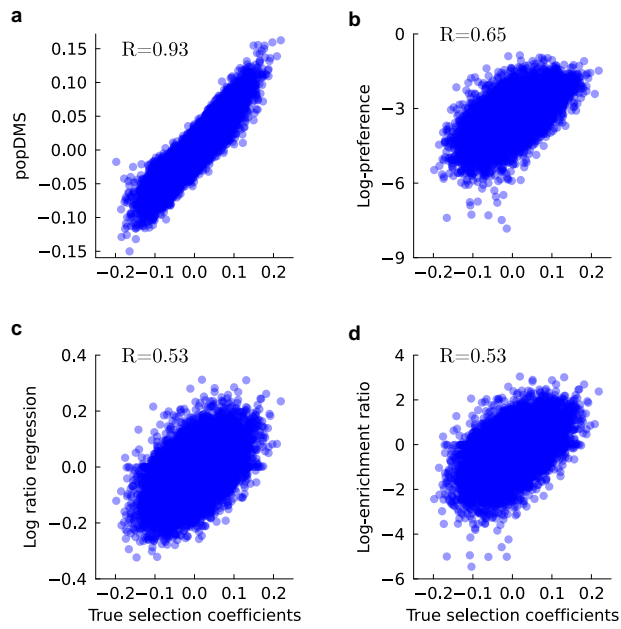 a
R=0.93
popDMS
0.15
0.10
0.05
0.00
−0.05
−0.10
−0.15
−0.2 −0.1 0.0 0.1 0.2
b
R=0.65
Log-preference
0
−3
−6
−9
−0.2 −0.1 0.0 0.1 0.2
c
R=0.53
Log ratio regression
0.4
0.2
0.0
−0.2
−0.4
−0.2 −0.1 0.0 0.1 0.2
True selection coefficients
d
R=0.53
Log-enrichment ratio
4
2
0
−2
−4
−6
−0.2 −0.1 0.0 0.1 0.2
True selection coefficients